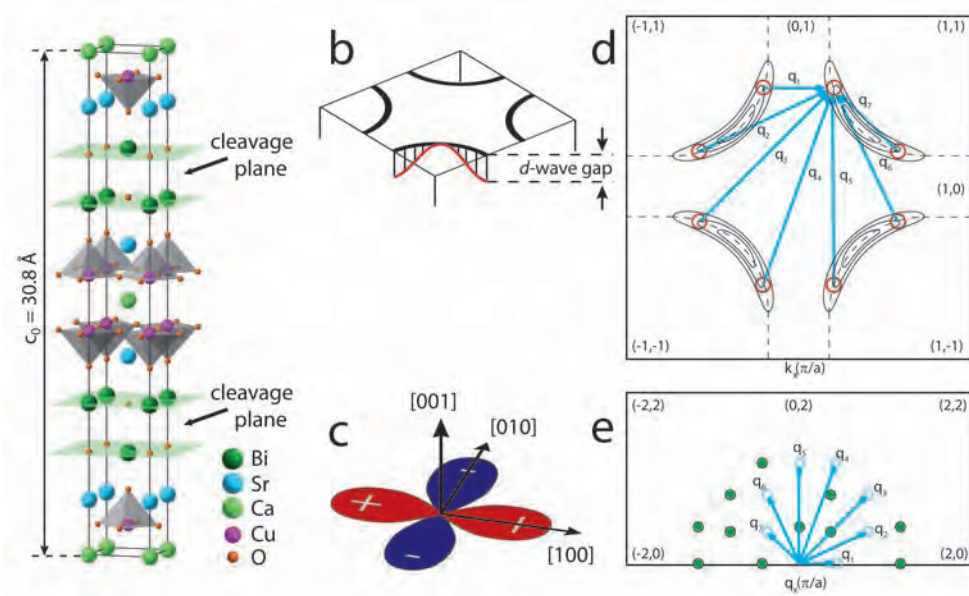 c₀ = 30.8 Å
cleavage
plane
cleavage
plane
Bi
Sr
Ca
Cu
O
b
d-wave gap
c
[001]
[010]
[100]
+
+
–
–
d
(-1,1)
(0,1)
(1,1)
q₁
q₂
q₃
q₄
q₅
q₆
q₇
(1,0)
(-1,-1)
(1,-1)
kₓ(π/a)
e
(-2,2)
(0,2)
(2,2)
q₅
q₄
q₆
q₃
q₇
q₂
q₁
(-2,0)
(2,0)
qₓ(π/a)